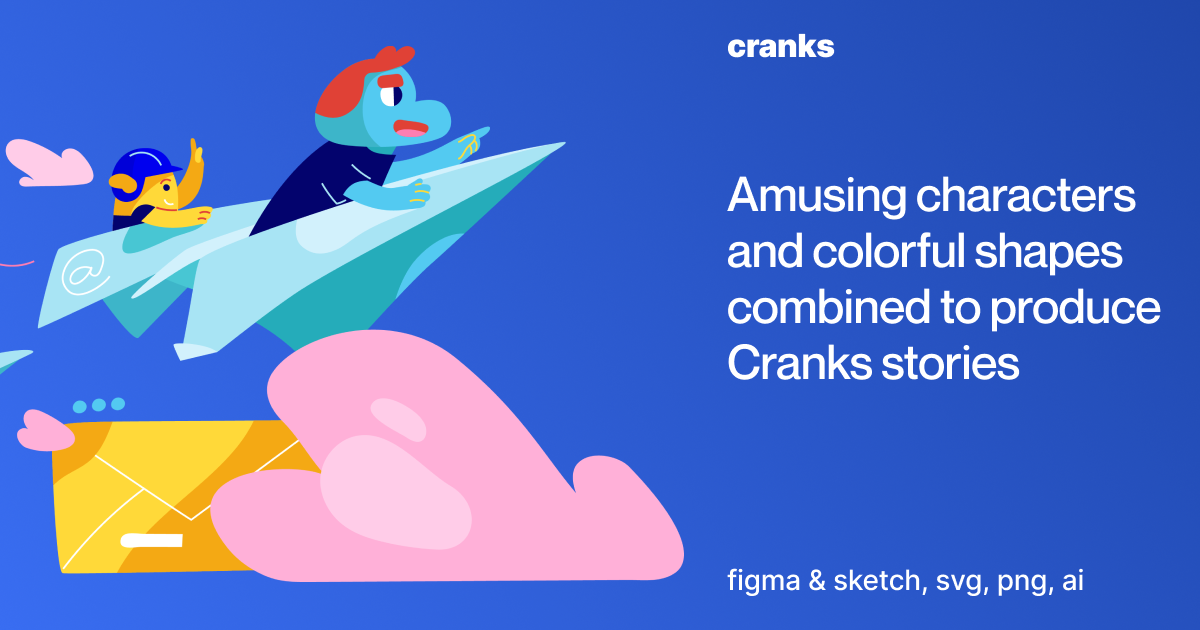 cranks
Amusing characters
and colorful shapes
combined to produce
Cranks stories
@
figma & sketch, svg, png, ai